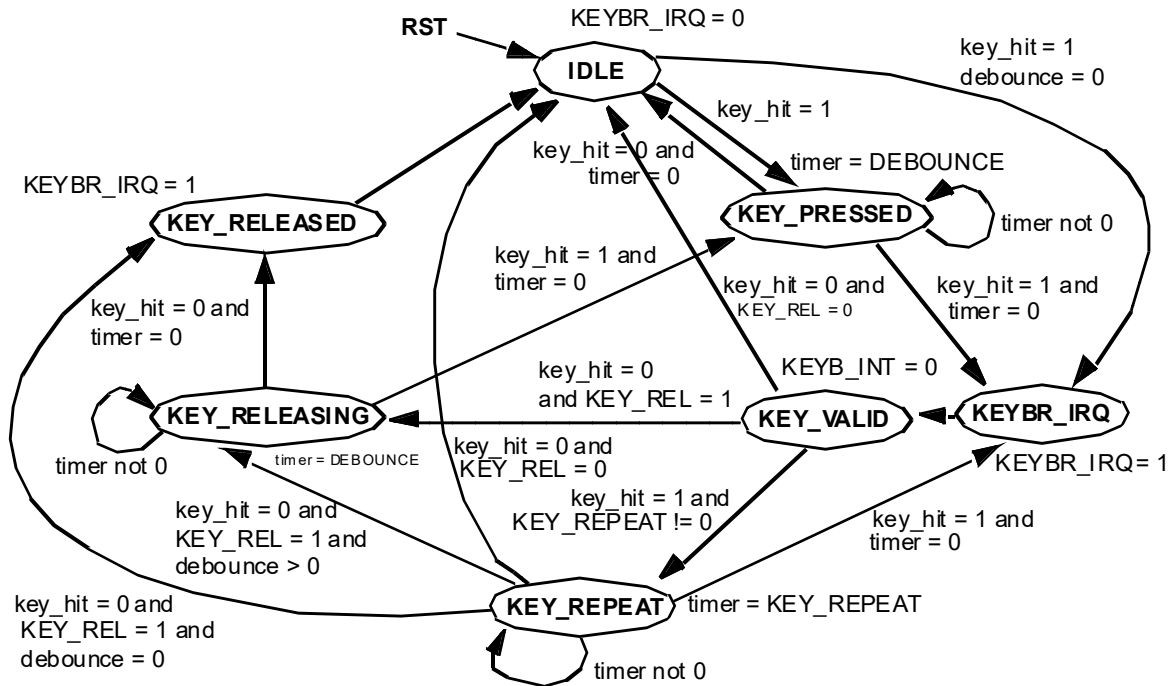 KEYBR_IRQ = 0
RST
IDLE
key_hit = 1
debounce = 0
key_hit = 1
key_hit = 0 and
timer = 0
timer = DEBOUNCE
KEYBR_IRQ = 1
KEY_RELEASED
KEY_PRESSED
timer not 0
key_hit = 1 and
timer = 0
key_hit = 0 and
KEY_REL = 0
key_hit = 1 and
timer = 0
key_hit = 0 and
timer = 0
KEYB_INT = 0
key_hit = 0
and KEY_REL = 1
KEY_RELEASING
KEY_VALID
KEYBR_IRQ
timer not 0
timer = DEBOUNCE
key_hit = 0 and
KEY_REL = 0
KEYBR_IRQ = 1
key_hit = 0 and
KEY_REL = 1 and
debounce > 0
key_hit = 1 and
KEY_REPEAT != 0
key_hit = 1 and
timer = 0
key_hit = 0 and
KEY_REL = 1 and
debounce = 0
KEY_REPEAT
timer = KEY_REPEAT
timer not 0